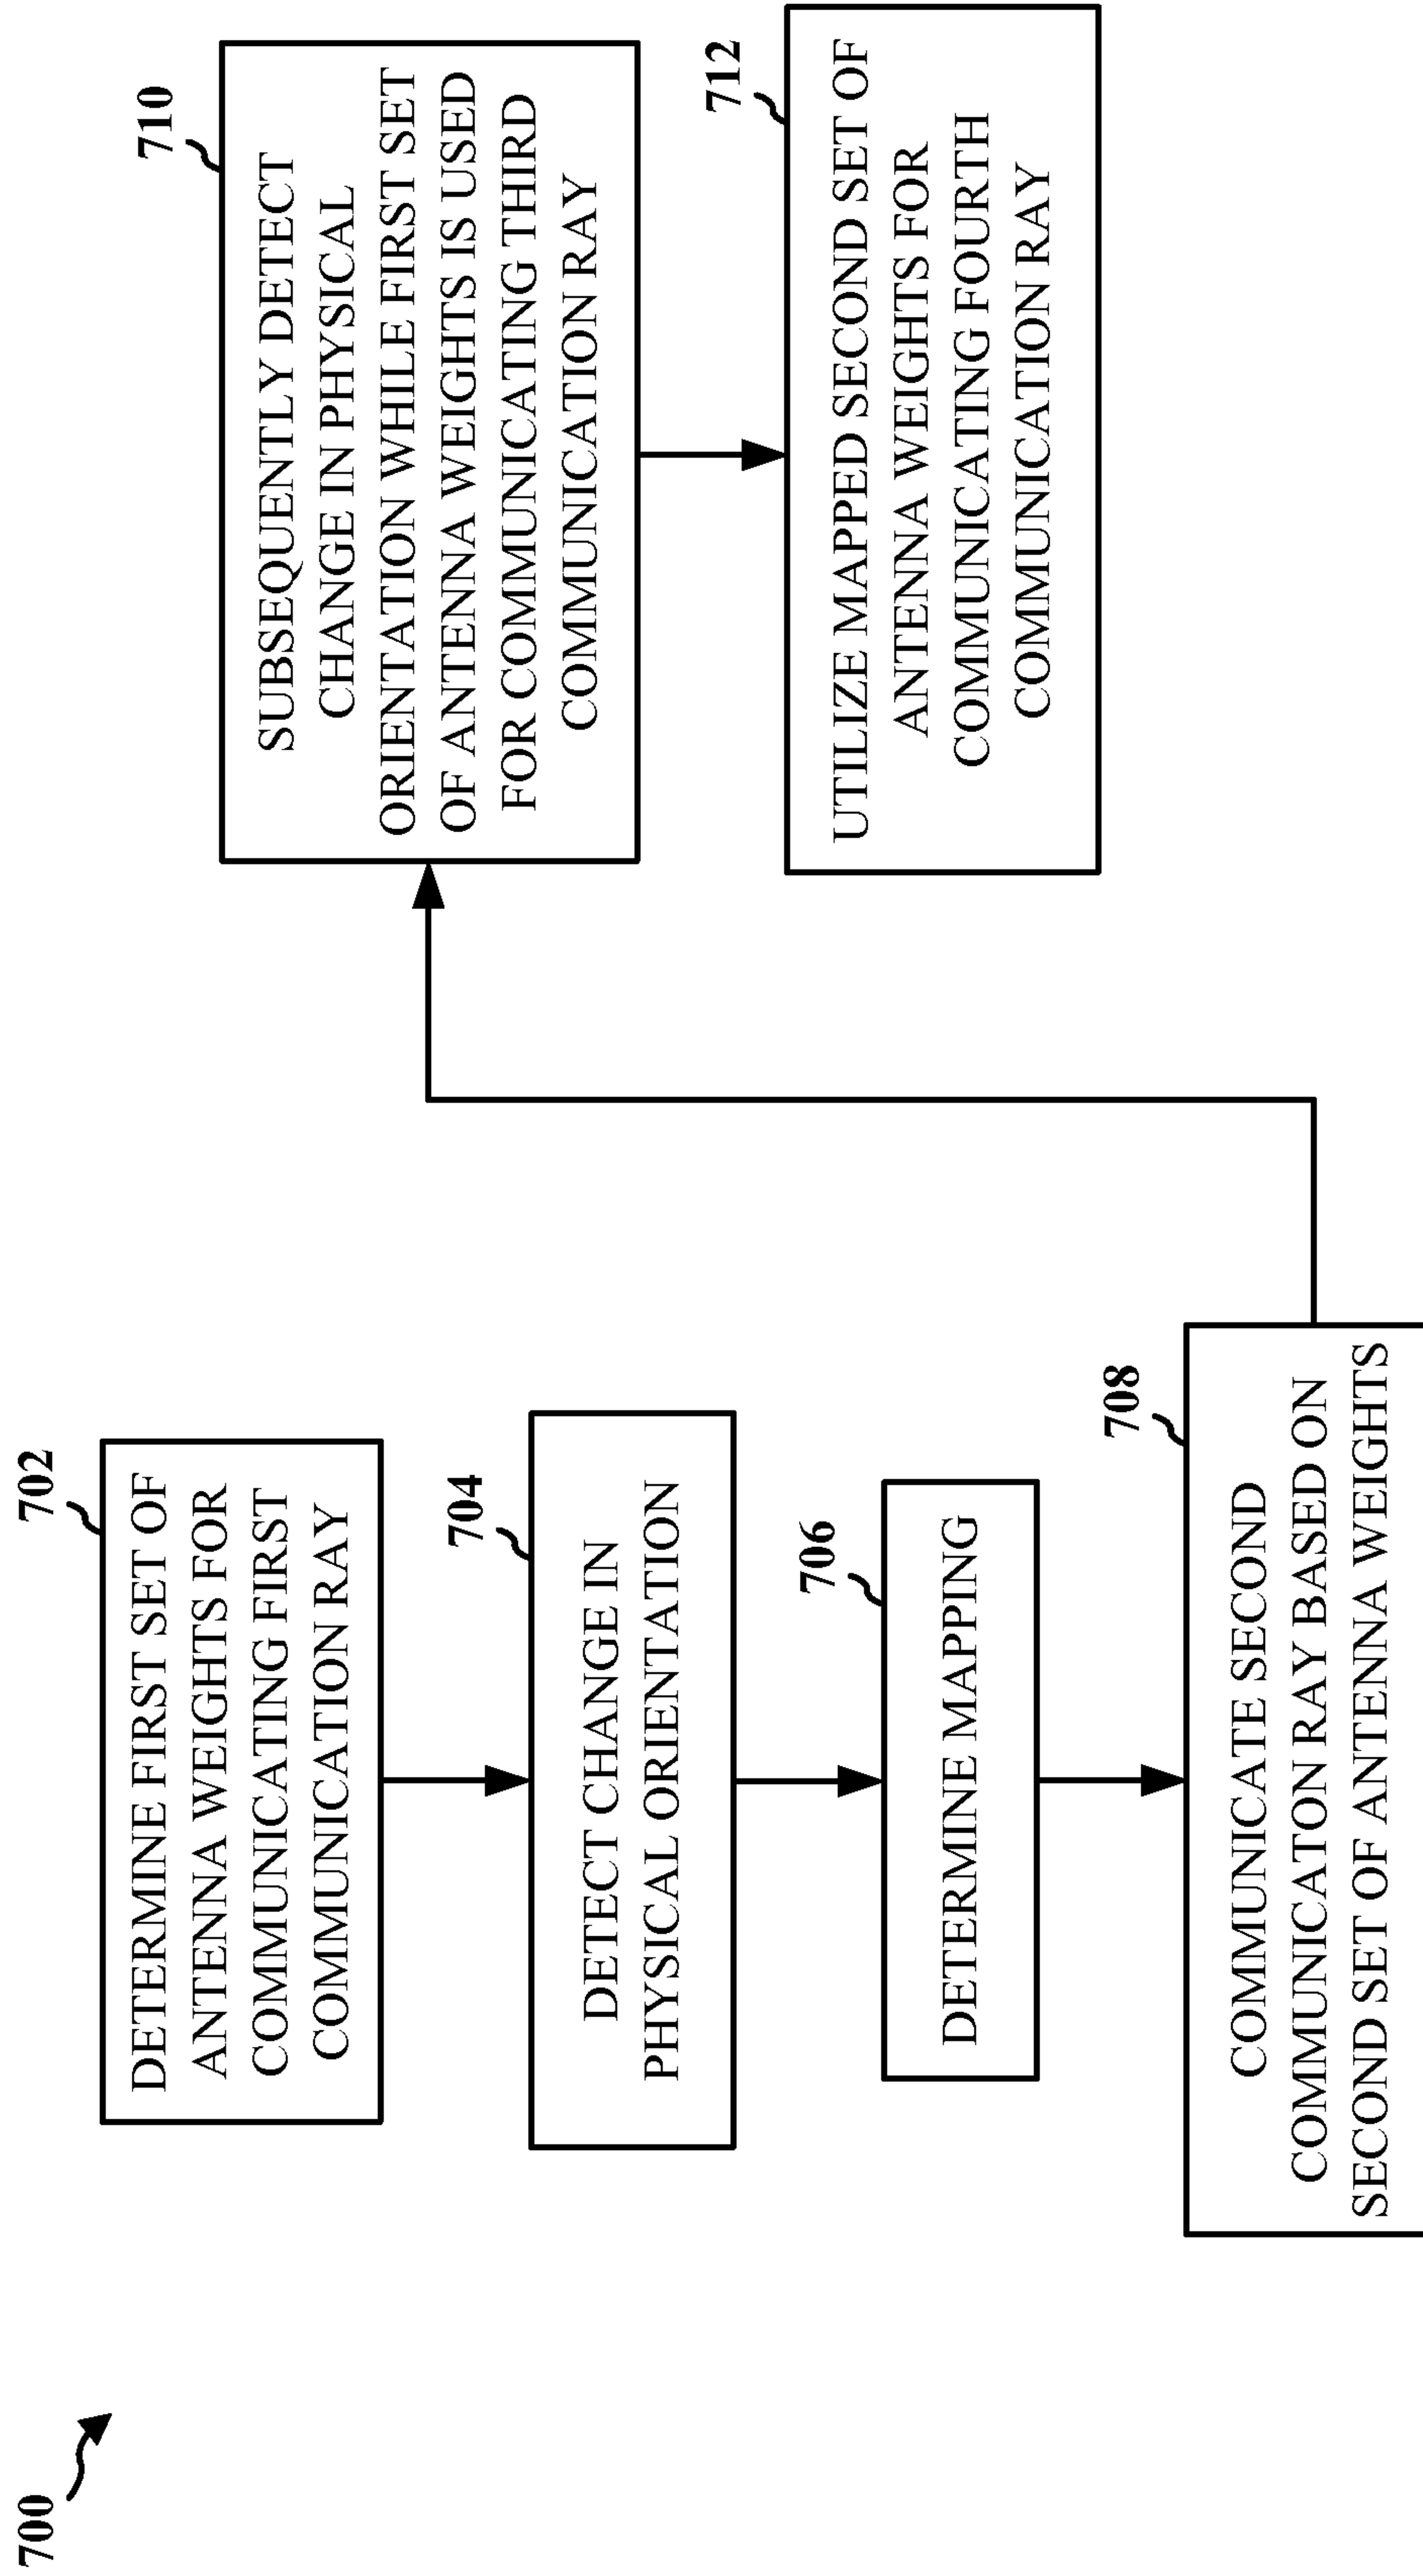 700
702
DETERMINE FIRST SET OF
ANTENNA WEIGHTS FOR
COMMUNICATING FIRST
COMMUNICATION RAY
704
DETECT CHANGE IN
PHYSICAL ORIENTATION
706
DETERMINE MAPPING
708
COMMUNICATE SECOND
COMMUNICATON RAY BASED ON
SECOND SET OF ANTENNA WEIGHTS
710
SUBSEQUENTLY DETECT
CHANGE IN PHYSICAL
ORIENTATION WHILE FIRST SET
OF ANTENNA WEIGHTS IS USED
FOR COMMUNICATING THIRD
COMMUNICATION RAY
712
UTILIZE MAPPED SECOND SET OF
ANTENNA WEIGHTS FOR
COMMUNICATING FOURTH
COMMUNICATION RAY